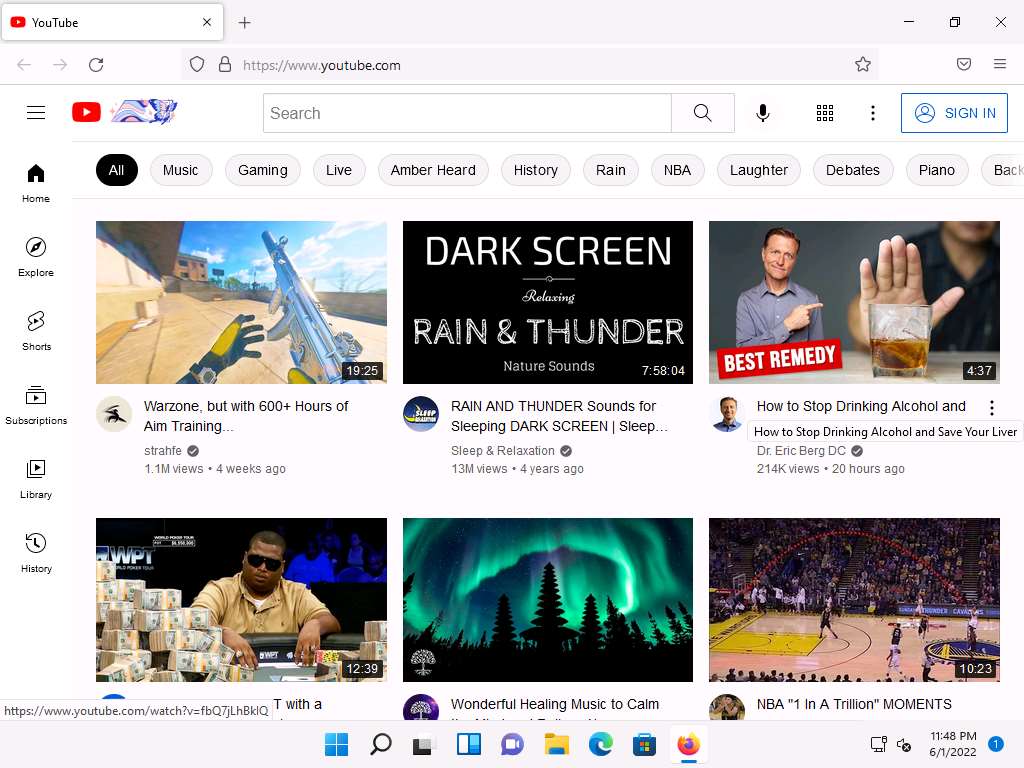 YouTube
https://www.youtube.com
Search
SIGN IN
All
Music
Gaming
Live
Amber Heard
History
Rain
NBA
Laughter
Debates
Piano
Back
Home
Explore
Shorts
Subscriptions
Library
History
19:25
DARK SCREEN
Relaxing
RAIN & THUNDER
Nature Sounds
7:58:04
BEST REMEDY
4:37
Warzone, but with 600+ Hours of
Aim Training...
strahfe
1.1M views • 4 weeks ago
SLEEP
RAIN AND THUNDER Sounds for
Sleeping DARK SCREEN | Sleep…
Sleep & Relaxation
13M views • 4 years ago
How to Stop Drinking Alcohol and
How to Stop Drinking Alcohol and Save Your Liver
Dr. Eric Berg DC
214K views • 20 hours ago
WPT
WORLD POKER TOUR
WPT
12:39
10:23
T with a
Wonderful Healing Music to Calm
NBA "1 In A Trillion" MOMENTS
https://www.youtube.com/watch?v=fbQ7jLhBklQ
11:48 PM
6/1/2022
1